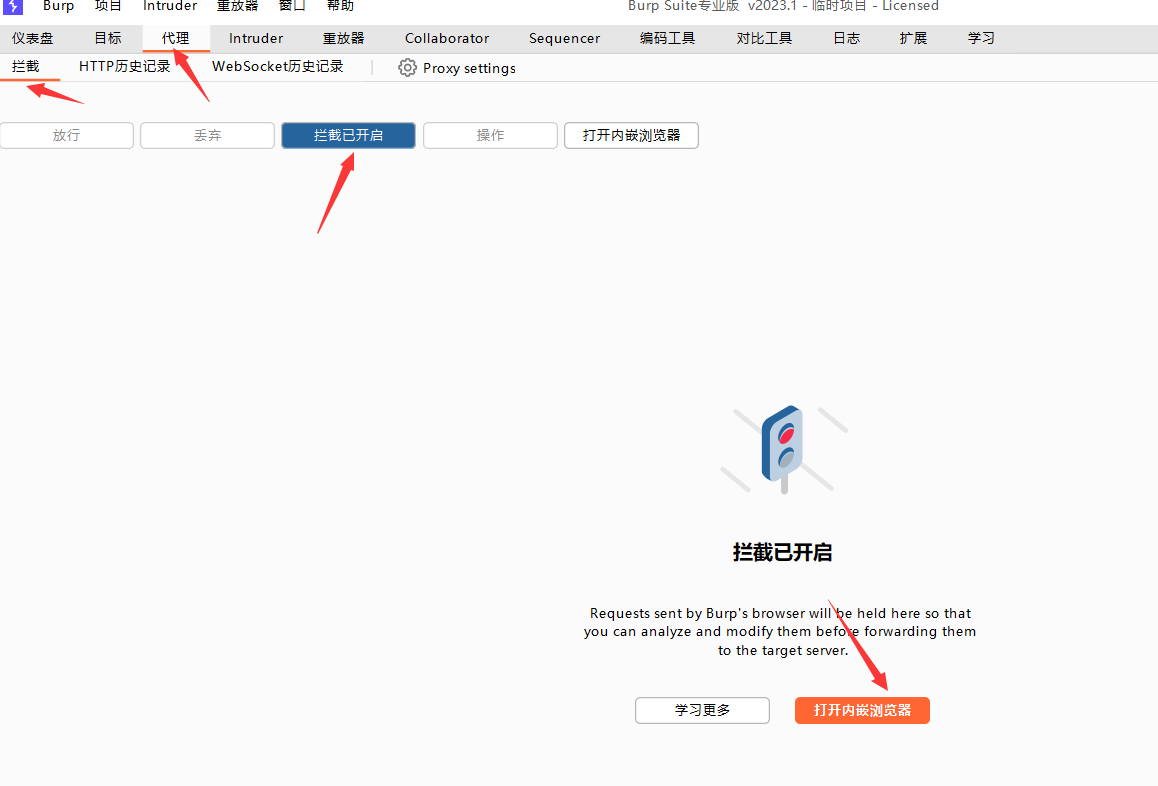 Burp 项目 Intruder 重放器 窗口 帮助 Burp Suite专业版 v2023.1 - 临时项目 - Licensed
仪表盘 目标 代理 Intruder 重放器 Collaborator Sequencer 编码工具 对比工具 日志 扩展 学习
拦截 HTTP历史记录 WebSocket历史记录 Proxy settings
放行 丢弃 拦截已开启 操作 打开内嵌浏览器
拦截已开启
Requests sent by Burp's browser will be held here so that
you can analyze and modify them before forwarding them
to the target server.
学习更多 打开内嵌浏览器